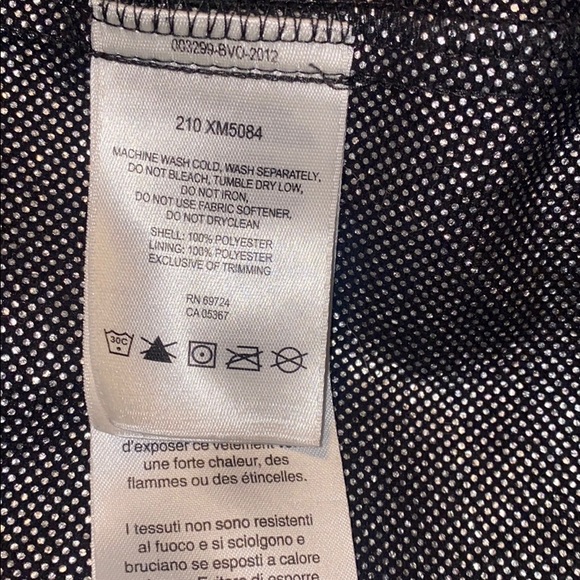 003299-BVO-2012
210 XM5084
MACHINE WASH COLD, WASH SEPARATELY,
DO NOT BLEACH, TUMBLE DRY LOW,
DO NOT IRON,
DO NOT USE FABRIC SOFTENER,
DO NOT DRYCLEAN
SHELL: 100% POLYESTER
LINING: 100% POLYESTER
EXCLUSIVE OF TRIMMING
RN 69724
CA 05367
30C
d'exposer ce vêtement
une forte chaleur, des
flammes ou des étincelles.
I tessuti non sono resistenti
al fuoco e si sciolgono e
bruciano se esposti a calore